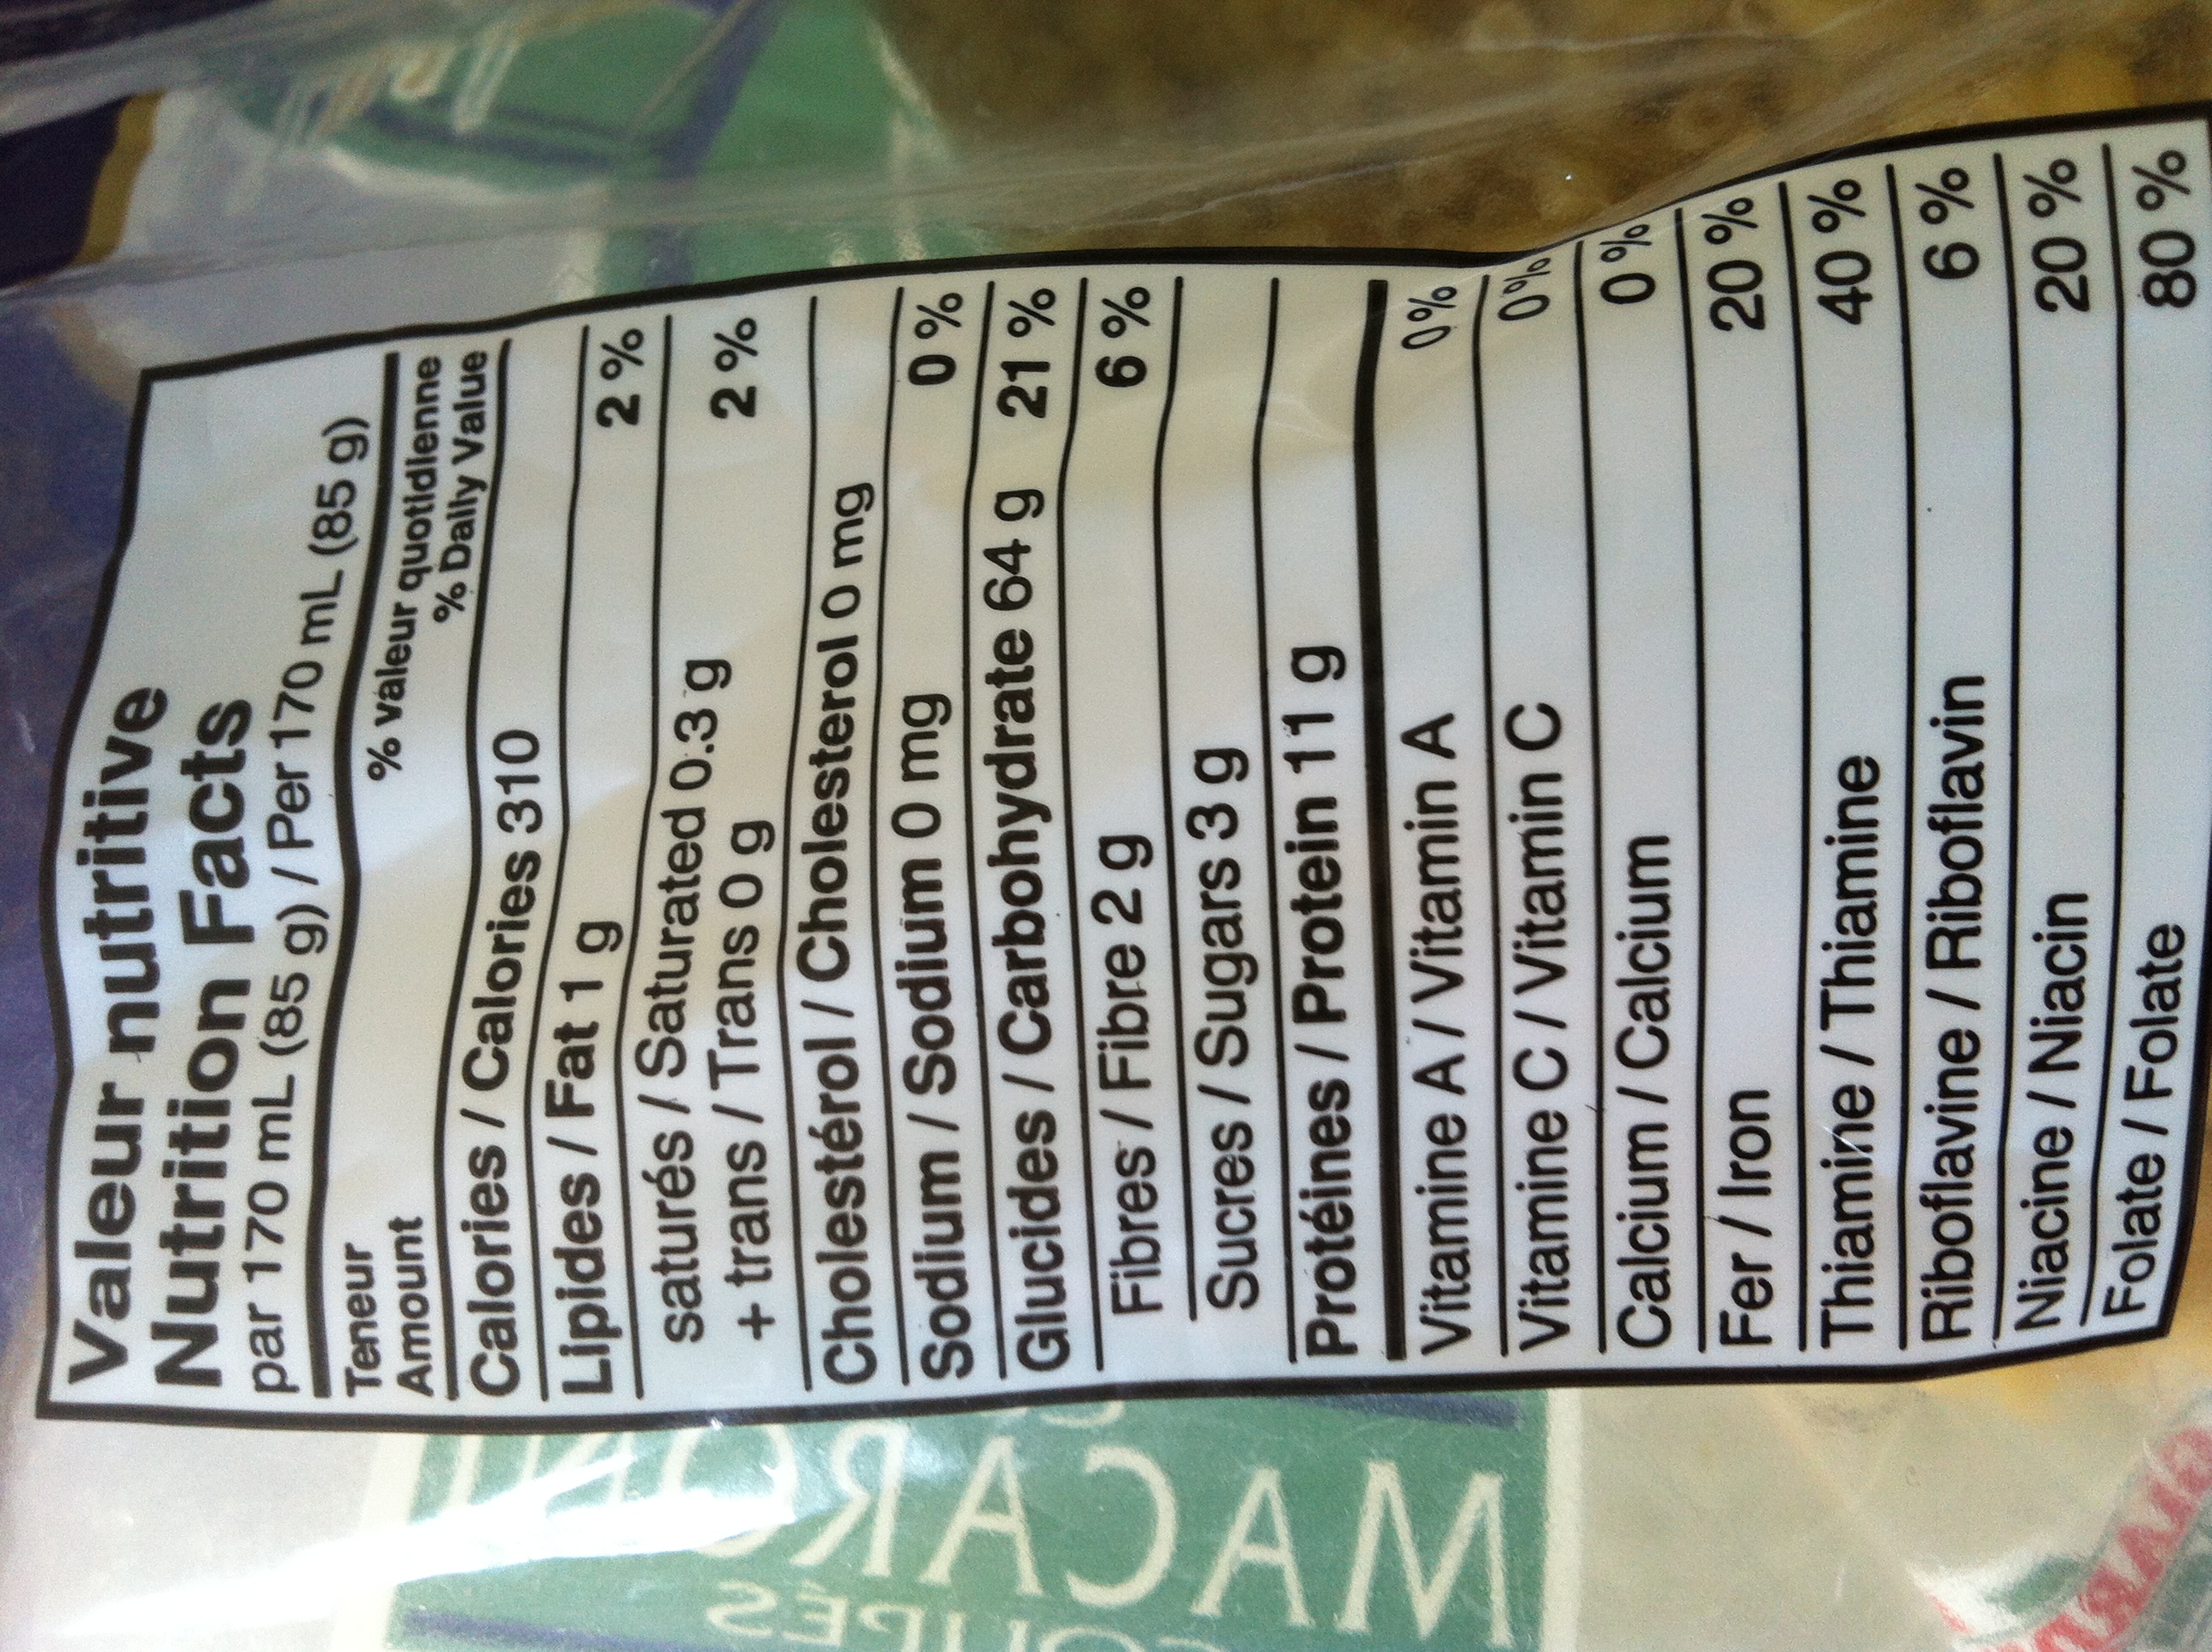 Valeur nutritive
Nutrition Facts
par 170 mL (85 g) / Per 170 mL (85 g)
Teneur % valeur quotidienne
Amount % Daily Value
Calories / Calories 310
Lipides / Fat 1 g 2 %
saturés / Saturated 0.3 g
+ trans / Trans 0 g 2 %
Cholestérol / Cholesterol 0 mg
Sodium / Sodium 0 mg 0 %
Glucides / Carbohydrate 64 g 21 %
Fibres / Fibre 2 g 6 %
Sucres / Sugars 3 g
Protéines / Protein 11 g
Vitamine A / Vitamin A 0%
Vitamine C / Vitamin C 0%
Calcium / Calcium 0 %
Fer / Iron 20 %
Thiamine / Thiamine 40 %
Riboflavine / Riboflavin 6 %
Niacine / Niacin 20 %
Folate / Folate 80 %
MACARONI
COUPÉS